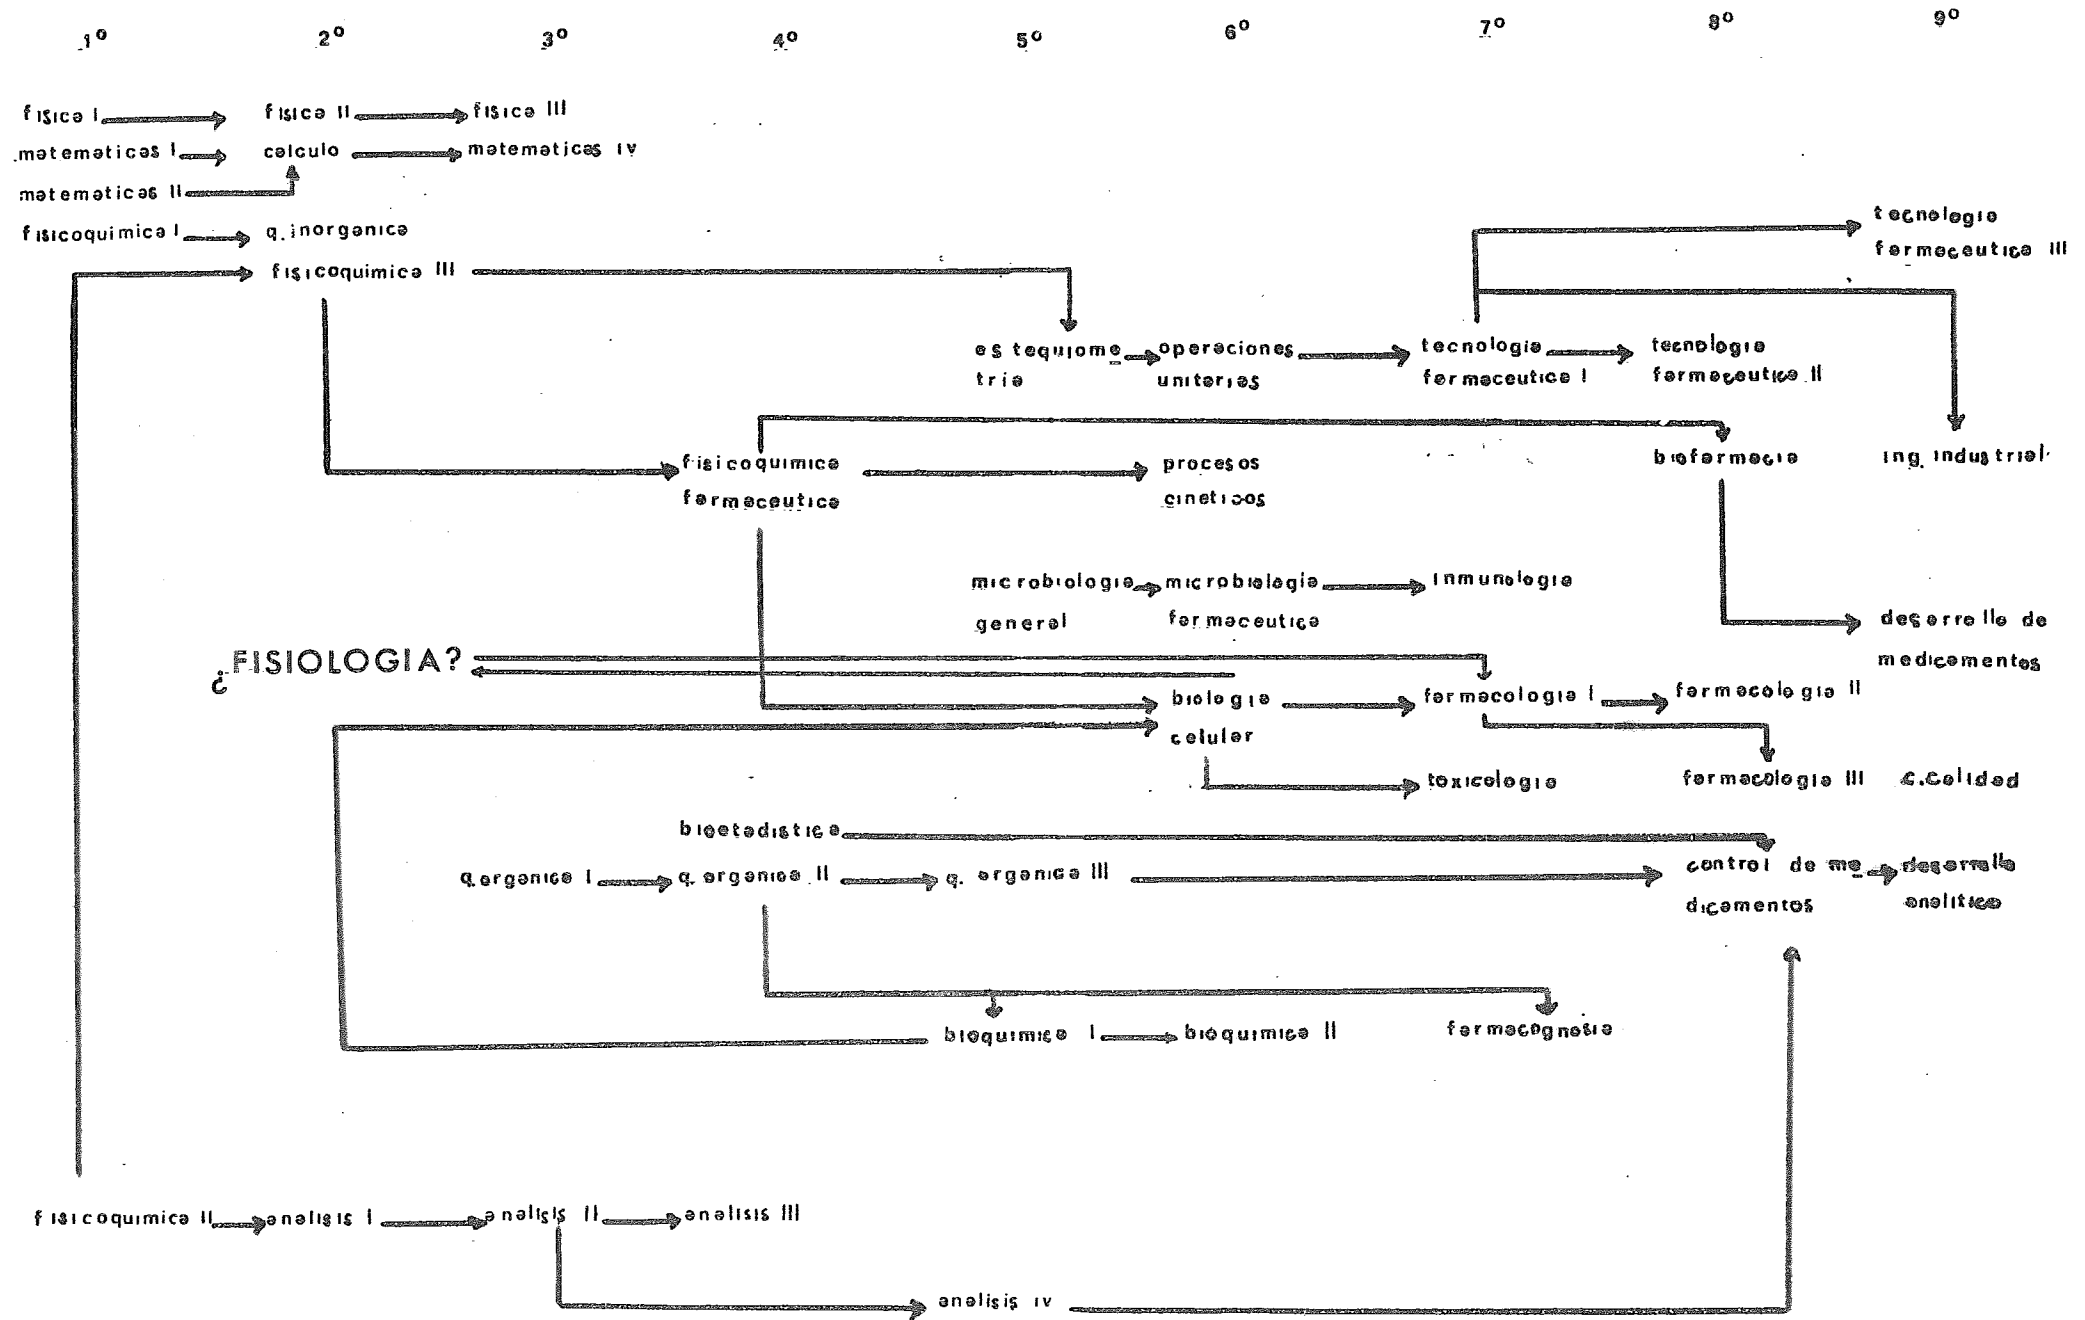 1º 2º 3º 4º 5º 6º 7º 8º 9º
fisica I fisica II fisica III
matematicas I calculo matematicas IV
matematicas II
fisicoquimica I q. inorganica
tecnologia
farmaceutica III
fisicoquimica III
estequiome operaciones tecnologia tecnologia
tria unitarias farmaceutica I farmaceutica II
fisicoquimica procesos biofarmacia ing. industrial
farmaceutica cineticos
microbiologia microbiologia inmunologia
general farmaceutica
desarrollo de
medicamentos
¿FISIOLOGIA?
biologia farmacologia I farmacologia II
celular
toxicologia farmacologia III c.calidad
bioetadistica
q.organica I q. organica II q. organica III control de me desarrollo
dicamentos analitico
bioquimica I bioquimica II farmacognosia
fisicoquimica II analisis I analisis II analisis III
analisis IV